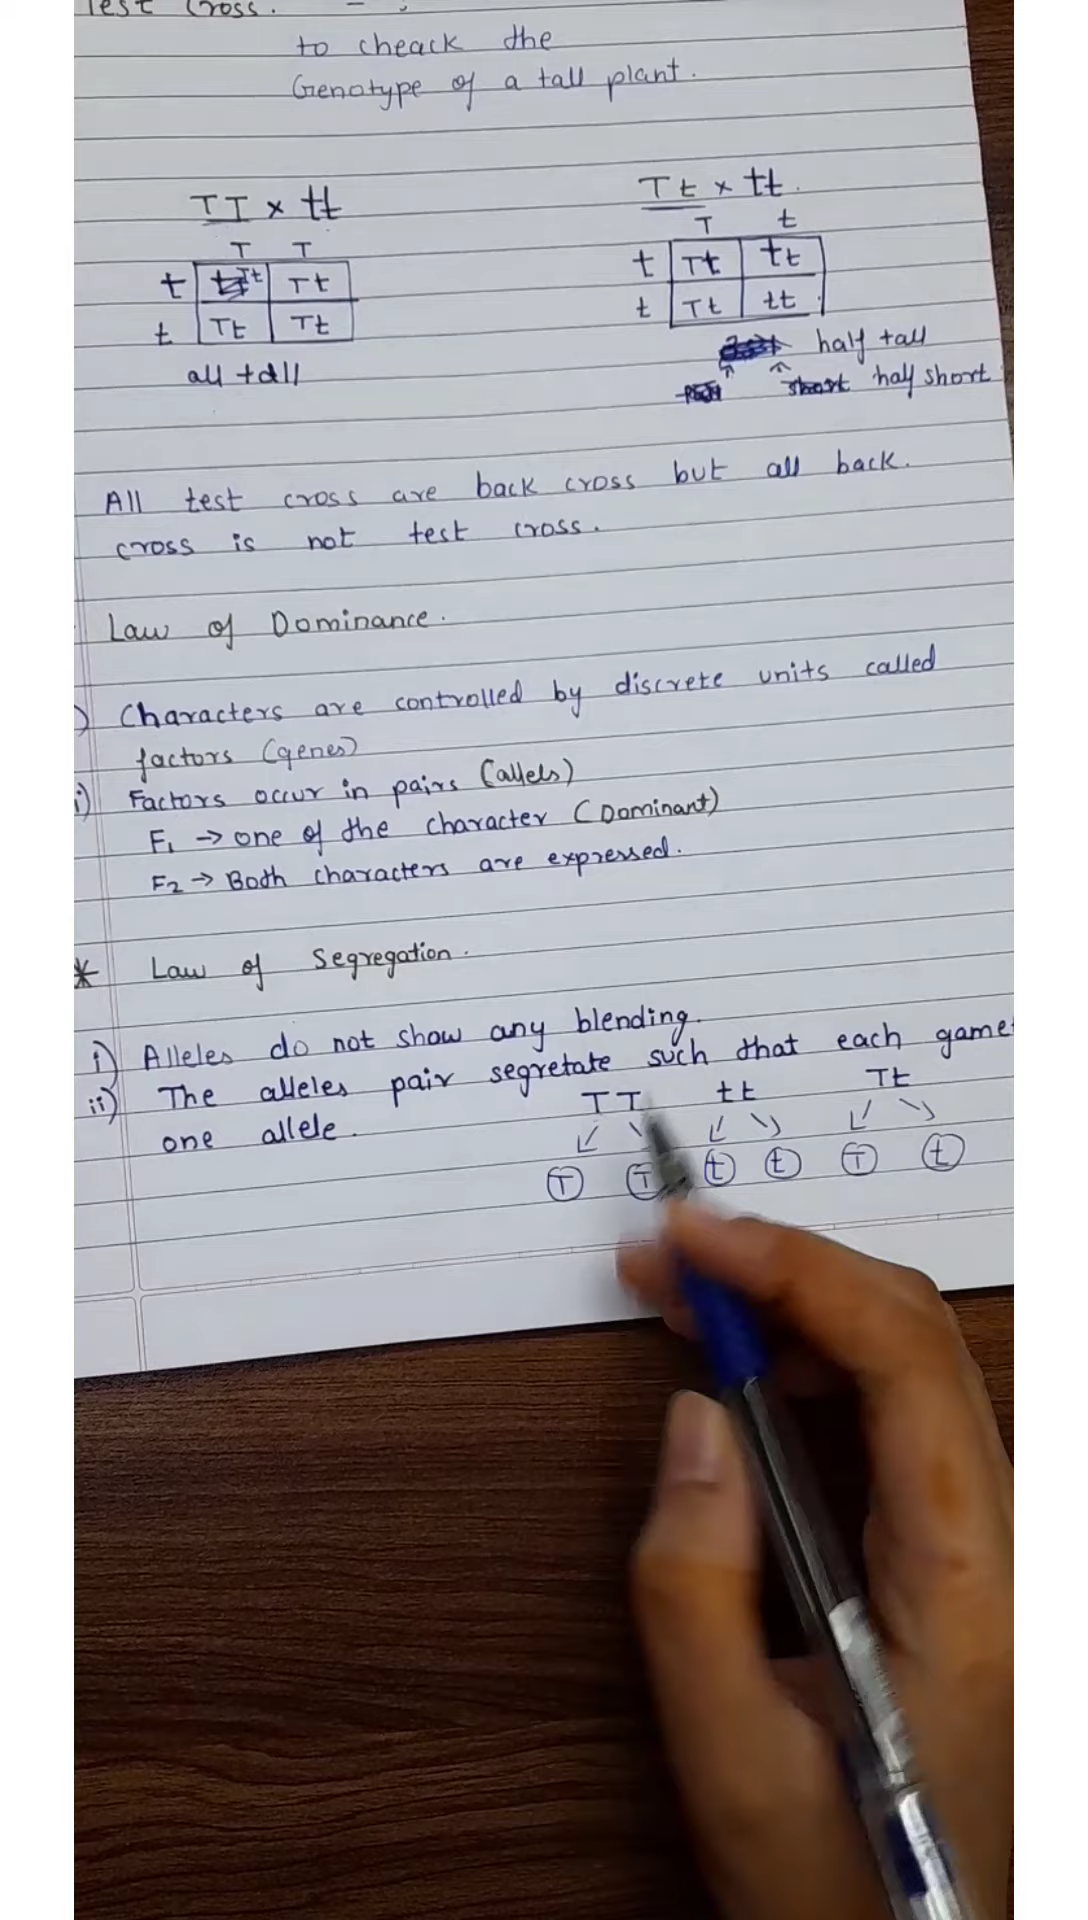 Test Cross.
to cheack the
Genotype of a tall plant.
TT × tt
T T
t Tt Tt
t Tt Tt
all tall
Tt × tt.
T t
t Tt tt
t Tt tt
half tall
half short
All test cross are back cross but all back.
cross is not test cross.
Law of Dominance.
) Characters are controlled by discrete units called
factors (genes)
i) Factors occur in pairs (allels)
F1 → one of the character (Dominant)
F2 → Both characters are expressed.
* Law of Segregation.
i) Alleles do not show any blending.
ii) The alleles pair segretate such that each game
one allele.
TT tt Tt
T T t t T t